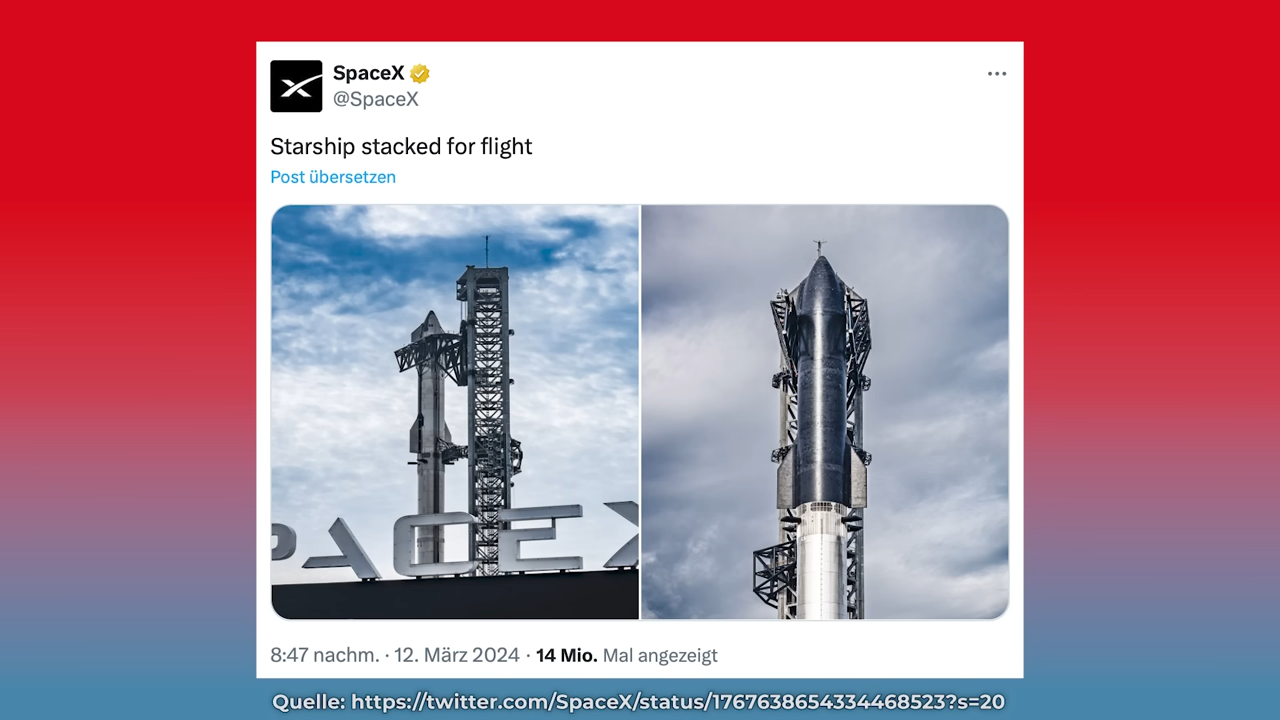 SpaceX
@SpaceX
Starship stacked for flight
Post übersetzen
PACEX
8:47 nachm. · 12. März 2024 · 14 Mio. Mal angezeigt
Quelle: https://twitter.com/SpaceX/status/1767638654334468523?s=20